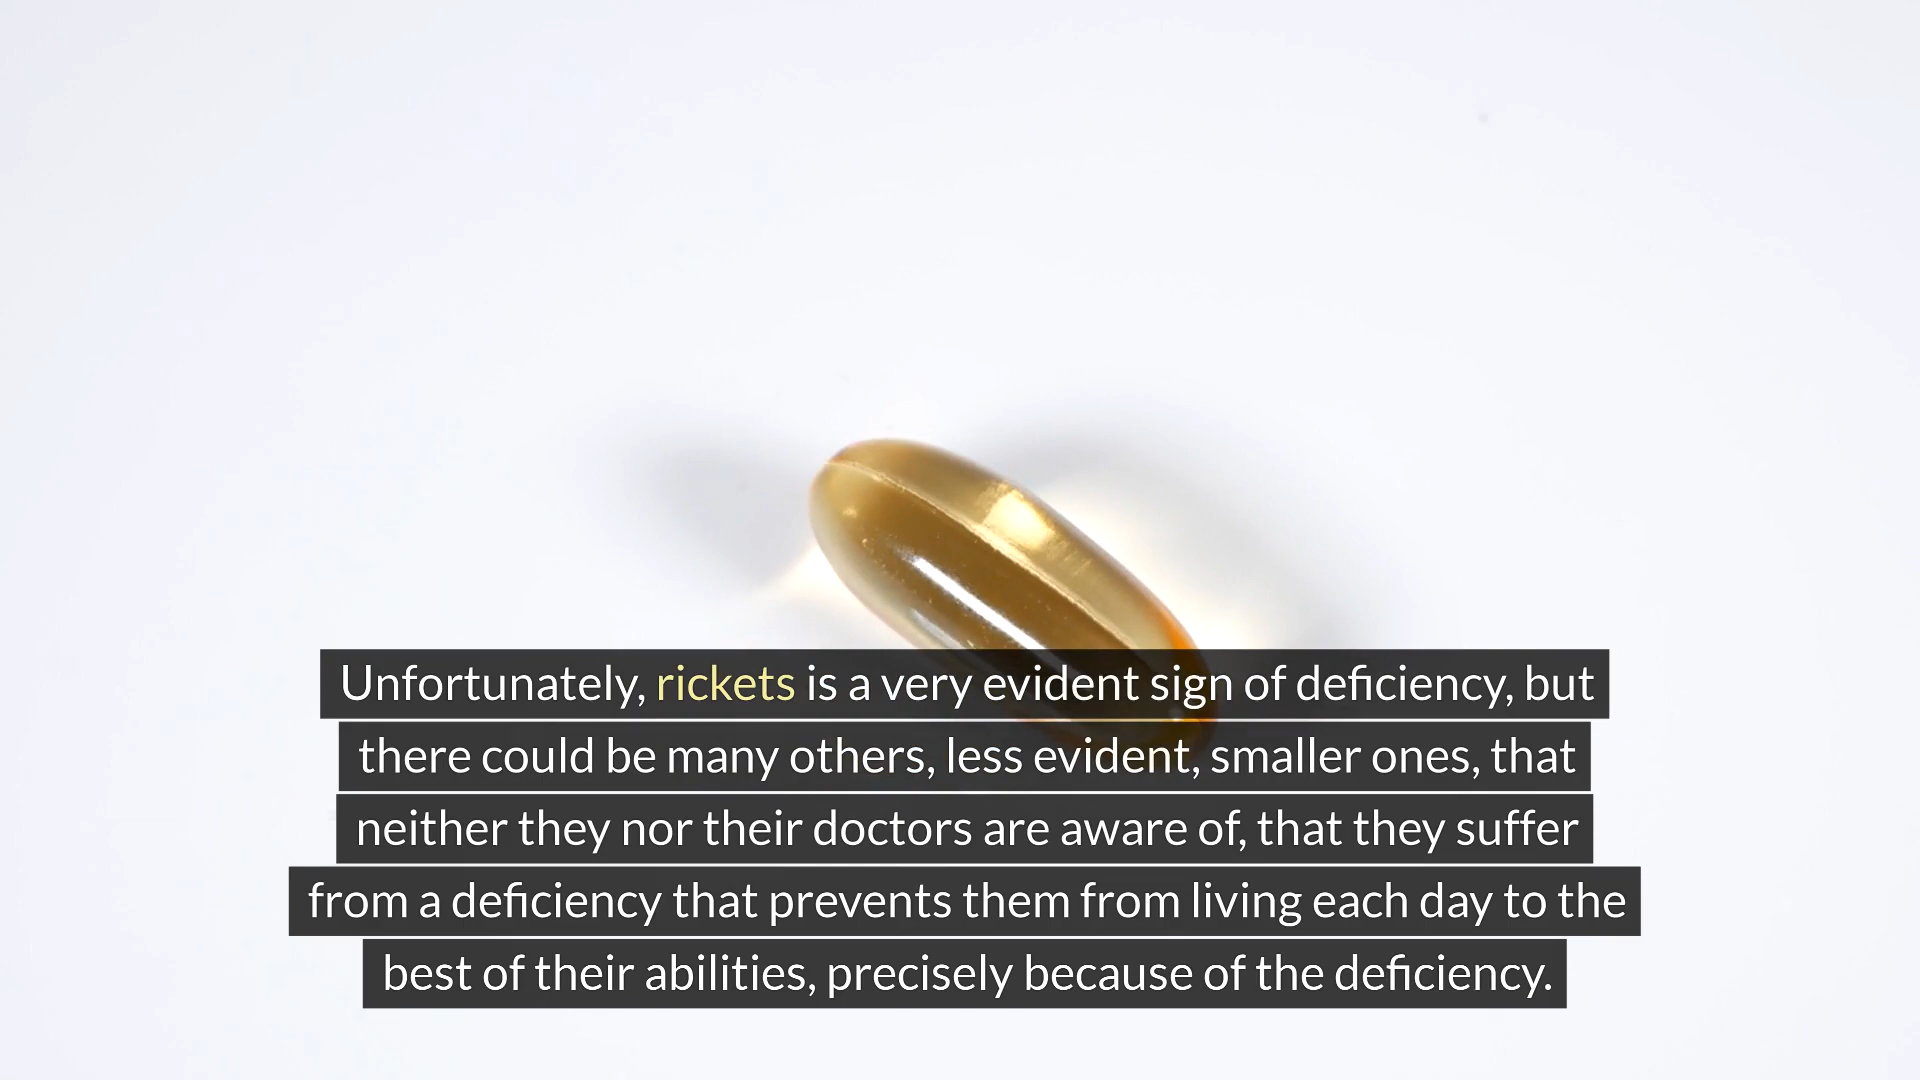 Unfortunately, rickets is a very evident sign of deficiency, but
there could be many others, less evident, smaller ones, that
neither they nor their doctors are aware of, that they suffer
from a deficiency that prevents them from living each day to the
best of their abilities, precisely because of the deficiency.